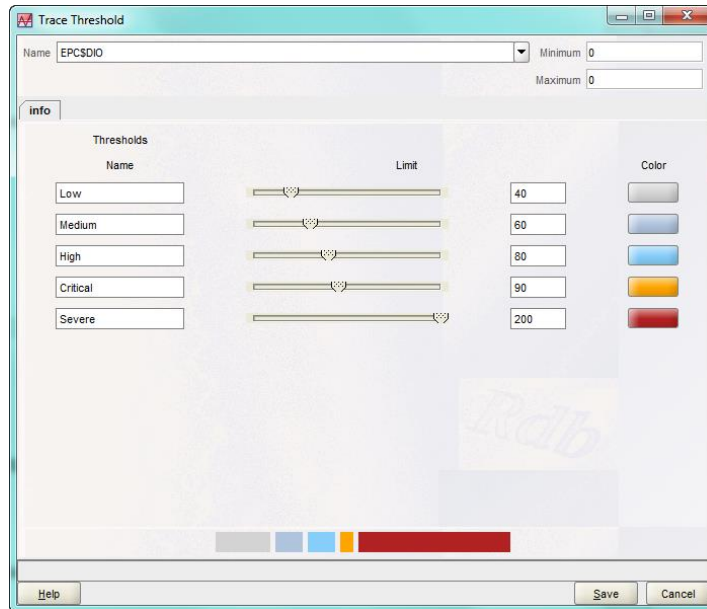 Trace Threshold
Name EPC$DIO Minimum 0
Maximum 0
info
Thresholds
Name Limit Color
Low 40
Medium 60
High 80
Critical 90
Severe 200
Rdb
Help Save Cancel